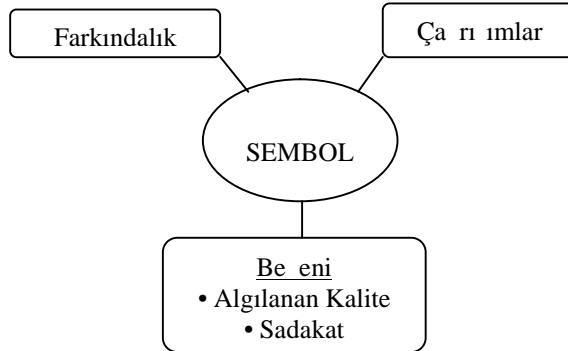 Farkındalık
Ça rı ımlar
SEMBOL
Be eni
• Algılanan Kalite
• Sadakat